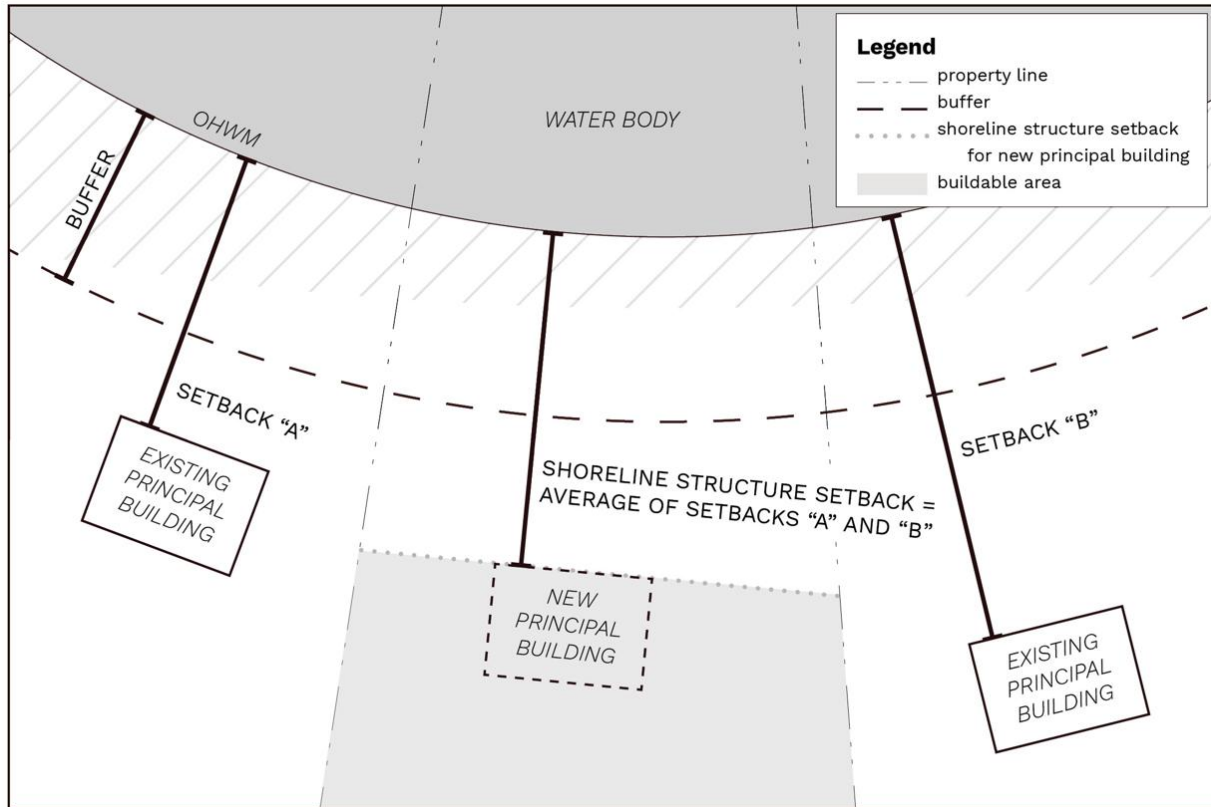 Legend
property line
buffer
shoreline structure setback
for new principal building
buildable area
OHWM
WATER BODY
BUFFER
SETBACK “A”
SETBACK “B”
EXISTING
PRINCIPAL
BUILDING
SHORELINE STRUCTURE SETBACK =
AVERAGE OF SETBACKS “A” AND “B”
NEW
PRINCIPAL
BUILDING
EXISTING
PRINCIPAL
BUILDING